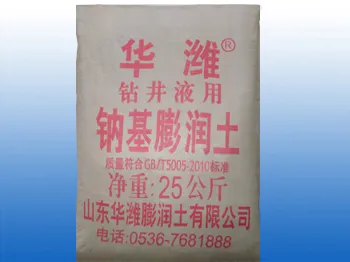 华潍®
钻井液用
钠基膨润土
质量符合GB/T5005-2010标准
净重:25公斤
山东华潍膨润土有限公司
电话:0536-7681888